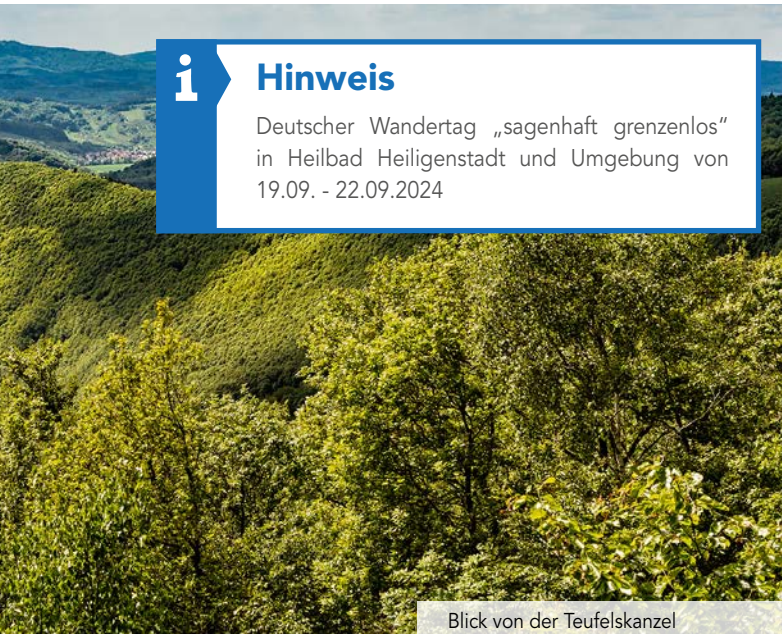 Hinweis
Deutscher Wandertag „sagenhaft grenzenlos“
in Heilbad Heiligenstadt und Umgebung von
19.09. - 22.09.2024
Blick von der Teufelskanzel